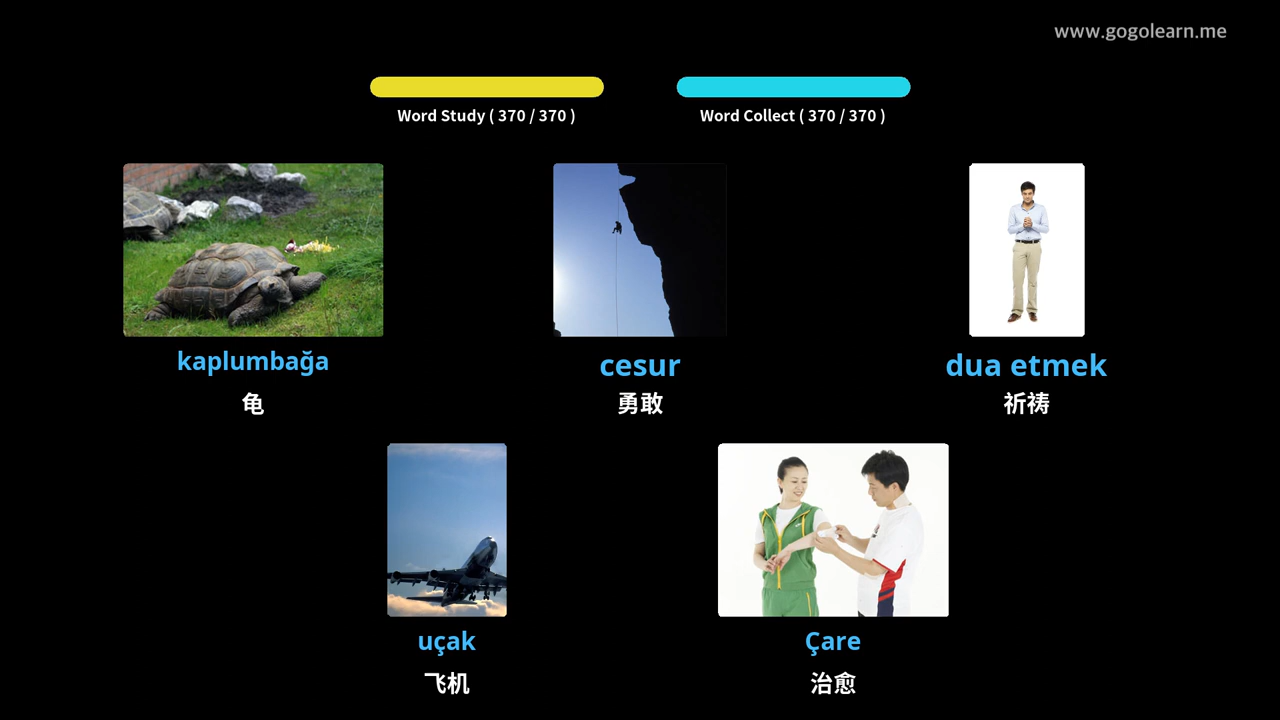 www.gogolearn.me
Word Study ( 370 / 370 )
Word Collect ( 370 / 370 )
kaplumbağa
龟
cesur
勇敢
dua etmek
祈祷
uçak
飞机
Çare
治愈